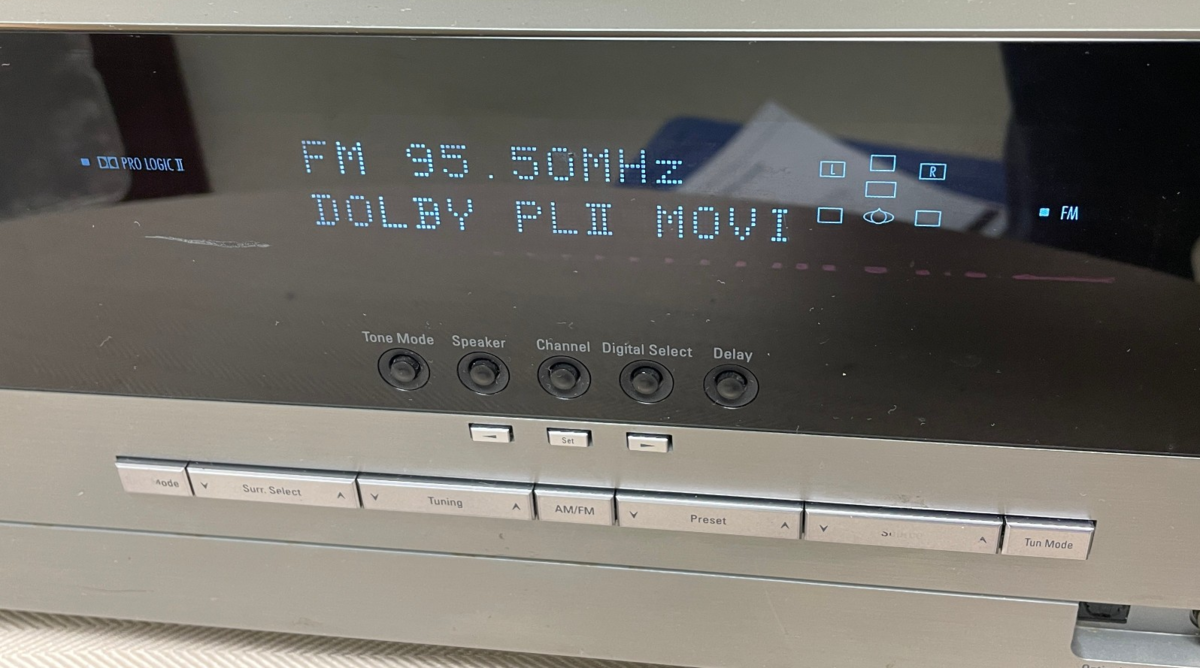 PRO LOGIC II
FM 95.50MHz
DOLBY PLII MOVI
L
R
FM
Tone Mode
Speaker
Channel
Digital Select
Delay
Set
Surr. Select
Tuning
AM/FM
Preset
Tun Mode